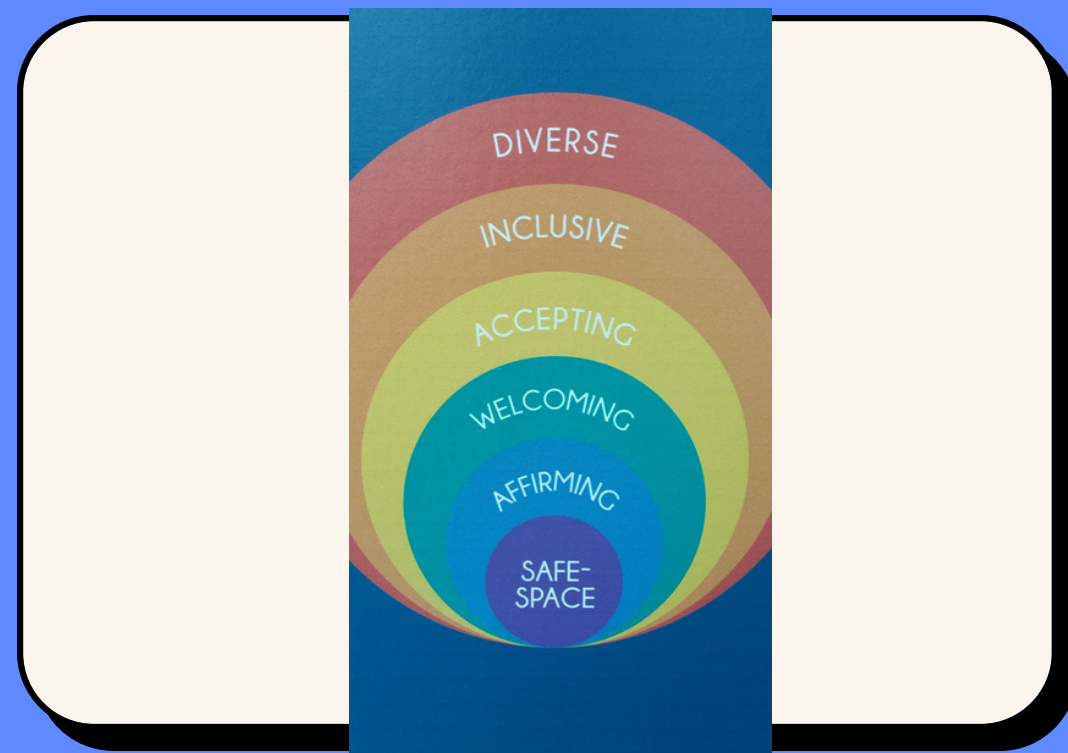 DIVERSE
INCLUSIVE
ACCEPTING
WELCOMING
AFFIRMING
SAFE-
SPACE